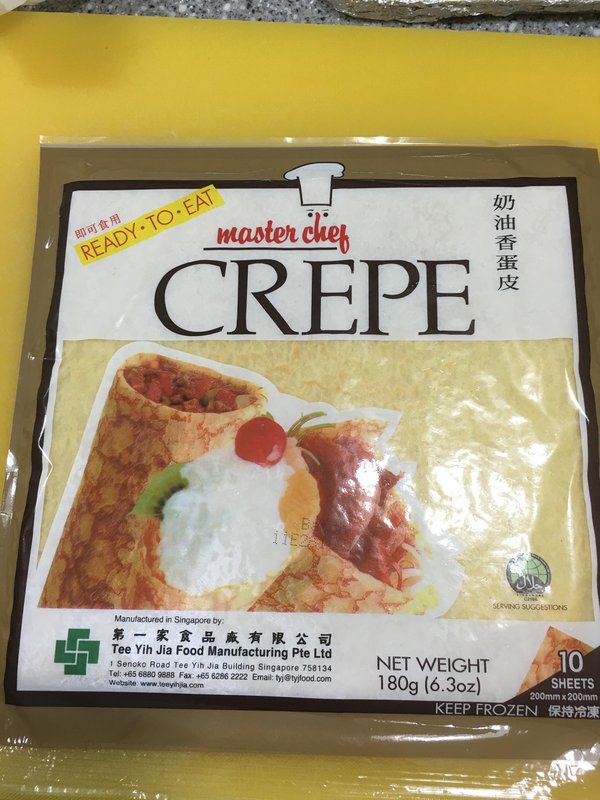 即可食用
READY·TO·EAT
master chef
CREPE
奶油香蛋皮
SERVING SUGGESTIONS
Manufactured in Singapore by:
第一家食品廠有限公司
Tee Yih Jia Food Manufacturing Pte Ltd
1 Senoko Road Tee Yih Jia Building Singapore 758134
Tel: +65 6880 9888 Fax: +65 6286 2222 Email: tyj@tyjfood.com
Website: www.teeyihjia.com
NET WEIGHT
180g (6.3oz)
10
SHEETS
200mm x 200mm
KEEP FROZEN 保持冷凍